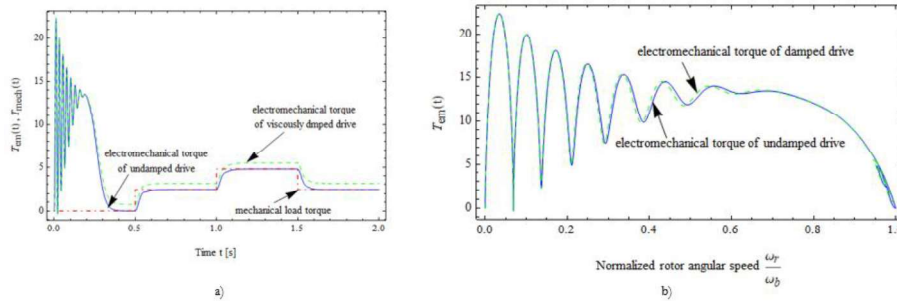 a)
b)
T_em(t) , T_mech(t)
20
15
10
5
0
electromechanical torque
of viscously dmped drive
electromechanical torque
of undamped drive
mechanical load torque
0.0 0.5 1.0 1.5 2.0
Time t [s]
a)
T_em(t)
20
15
10
5
0
electromechanical torque of damped drive
electromechanical torque of undamped drive
0.0 0.2 0.4 0.6 0.8 1.0
Normalized rotor angular speed ω_r/ω_b
b)